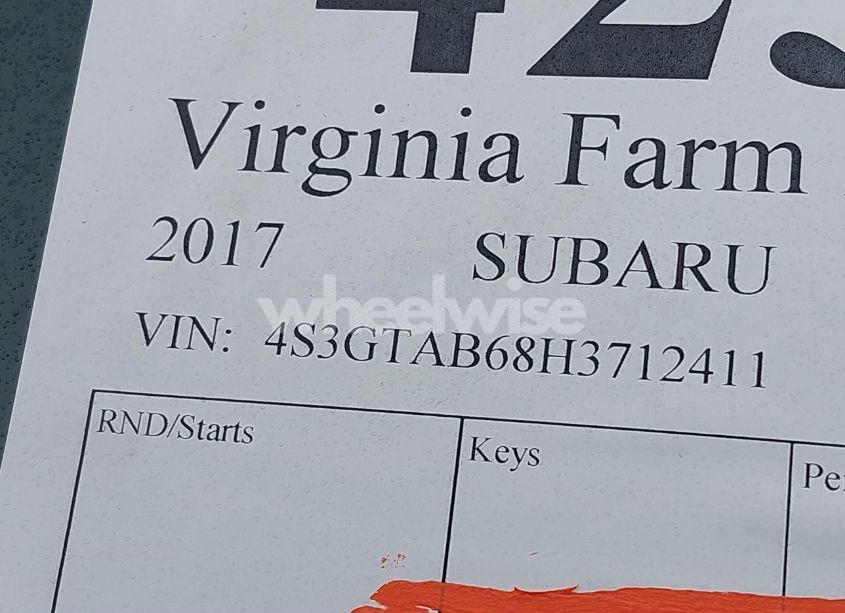 Virginia Farm
2017 SUBARU
wheelwise
VIN: 4S3GTAB68H3712411
RND/Starts Keys